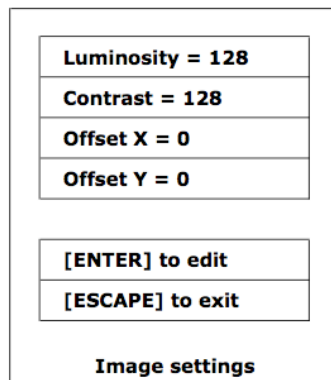 Luminosity = 128
Contrast = 128
Offset X = 0
Offset Y = 0
[ENTER] to edit
[ESCAPE] to exit
Image settings